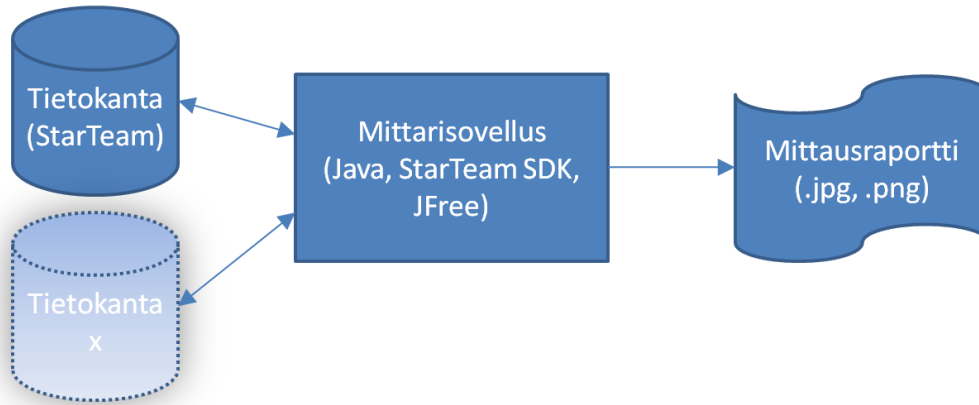 Tietokanta
(StarTeam)
Mittarisovellus
(Java, StarTeam SDK,
JFree)
Mittausraportti
(.jpg, .png)
Tietokanta
x